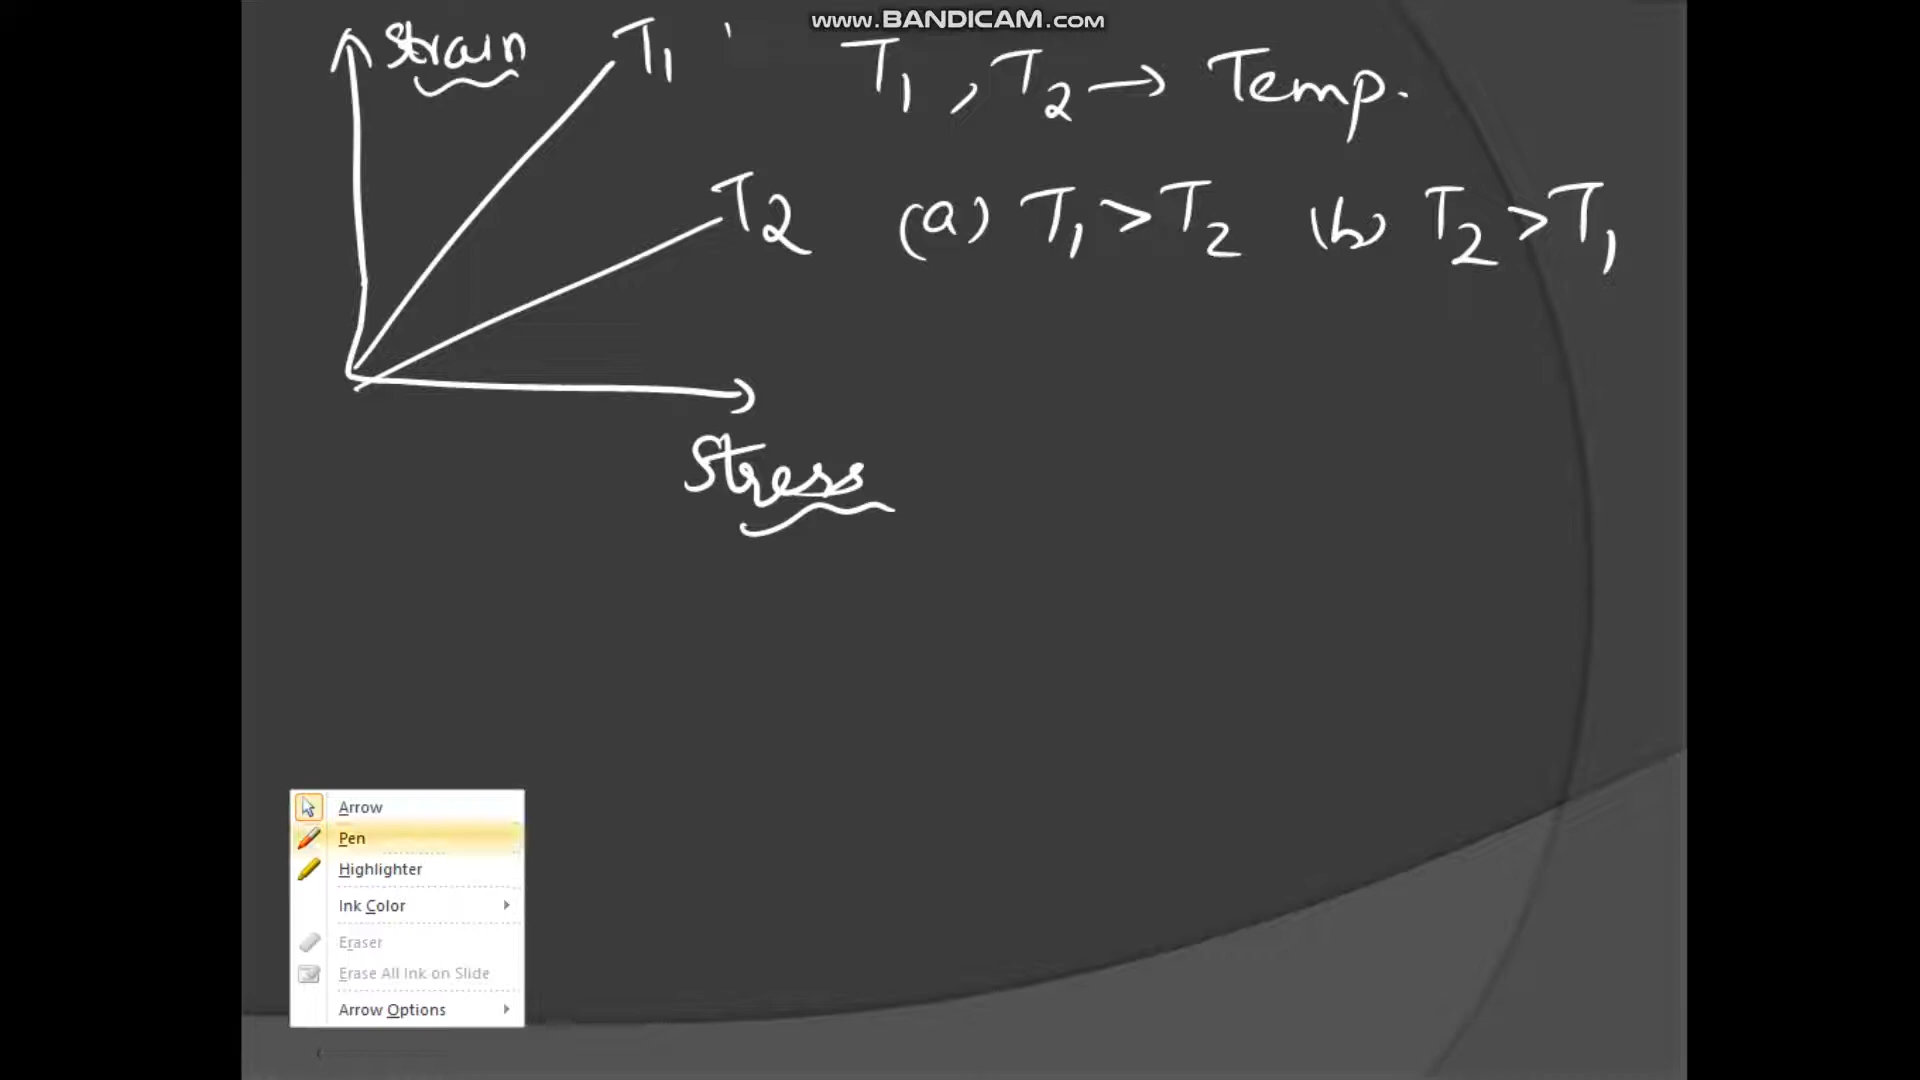 www.BANDICAM.com
Strain T1 T1, T2 → Temp.
T2 (a) T1 > T2 (b) T2 > T1
Stress
Arrow
Pen
Highlighter
Ink Color
Eraser
Erase All Ink on Slide
Arrow Options